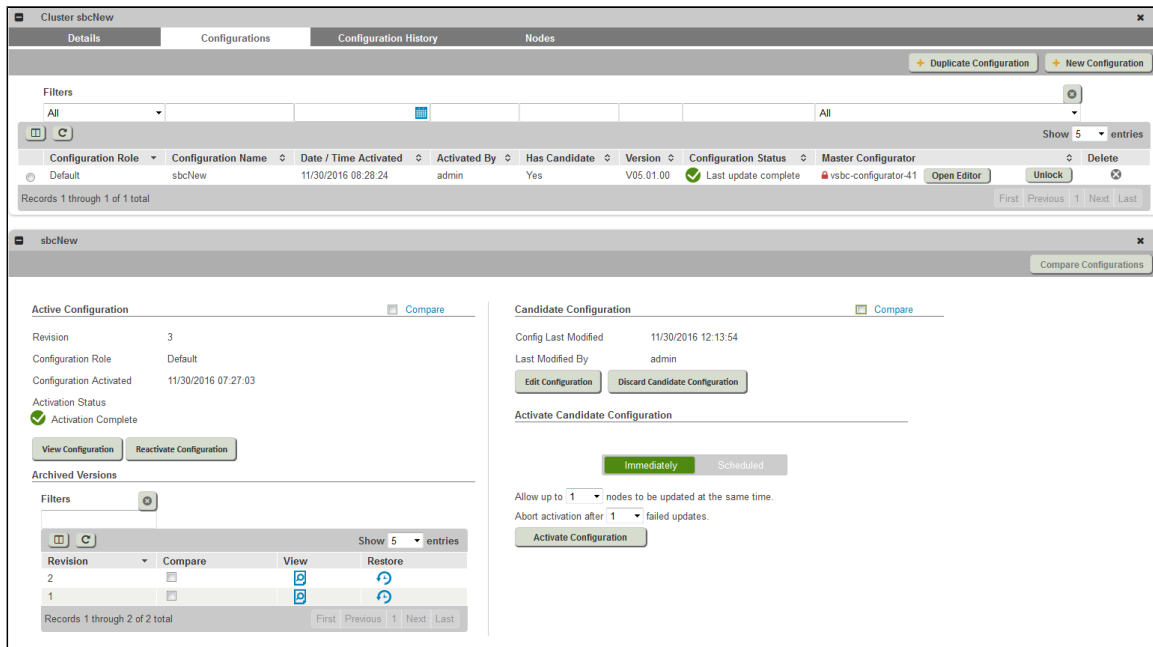 Cluster sbcNew
Details Configurations Configuration History Nodes
Duplicate Configuration New Configuration
Filters
All All
Show 5 entries
Configuration Role Configuration Name Date / Time Activated Activated By Has Candidate Version Configuration Status Master Configurator Delete
Default sbcNew 11/30/2016 08:28:24 admin Yes V05.01.00 Last update complete vsbc-configurator-41 Open Editor Unlock
Records 1 through 1 of 1 total First Previous 1 Next Last
sbcNew
Compare Configurations
Active Configuration Compare
Revision 3
Configuration Role Default
Configuration Activated 11/30/2016 07:27:03
Activation Status
Activation Complete
View Configuration Reactivate Configuration
Archived Versions
Filters
Show 5 entries
Revision Compare View Restore
2
1
Records 1 through 2 of 2 total First Previous 1 Next Last
Candidate Configuration Compare
Config Last Modified 11/30/2016 12:13:54
Last Modified By admin
Edit Configuration Discard Candidate Configuration
Activate Candidate Configuration
Immediately Scheduled
Allow up to 1 nodes to be updated at the same time.
Abort activation after 1 failed updates.
Activate Configuration